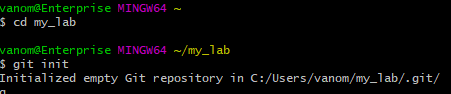 vanom@Enterprise MINGW64 ~
$ cd my_lab
vanom@Enterprise MINGW64 ~/my_lab
$ git init
Initialized empty Git repository in C:/Users/vanom/my_lab/.git/